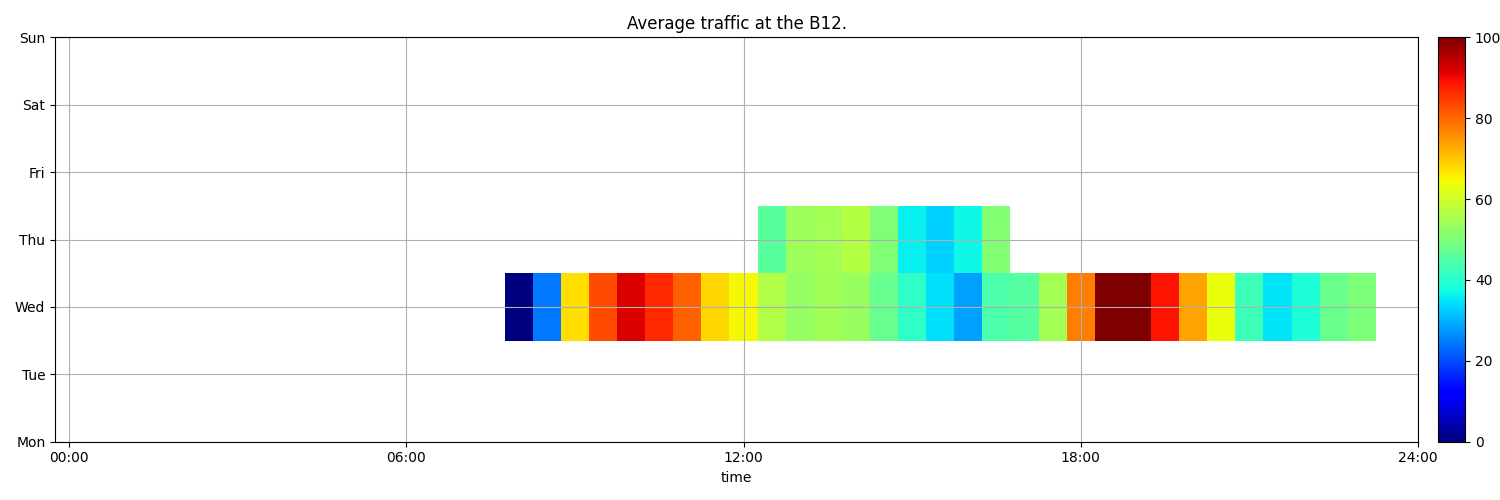 Average traffic at the B12.
Sun
Sat
Fri
Thu
Wed
Tue
Mon
00:00 06:00 12:00 18:00 24:00
time
100
80
60
40
20
0